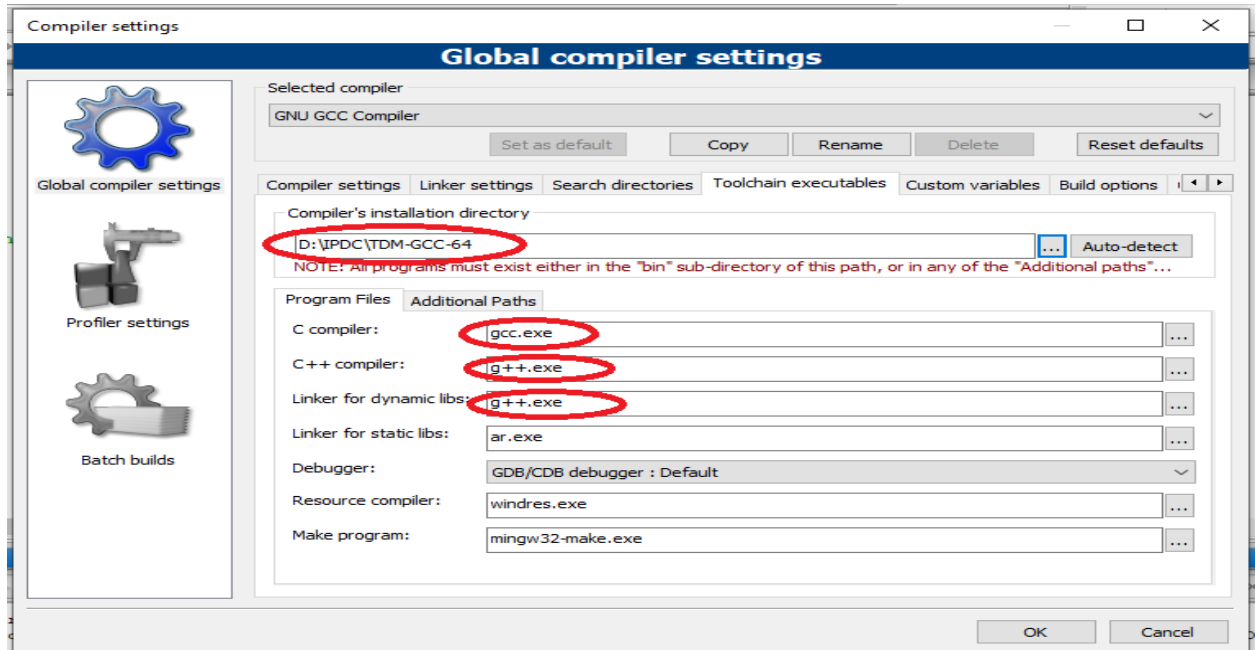 Compiler settings
Global compiler settings
Selected compiler
GNU GCC Compiler
Set as default Copy Rename Delete Reset defaults
Global compiler settings
Compiler settings Linker settings Search directories Toolchain executables Custom variables Build options
Compiler's installation directory
D:\IPDC\TDM-GCC-64 ... Auto-detect
NOTE: All programs must exist either in the "bin" sub-directory of this path, or in any of the "Additional paths"...
Program Files Additional Paths
Profiler settings
C compiler: gcc.exe ...
C++ compiler: g++.exe ...
Linker for dynamic libs: g++.exe ...
Linker for static libs: ar.exe ...
Batch builds
Debugger: GDB/CDB debugger : Default
Resource compiler: windres.exe ...
Make program: mingw32-make.exe ...
OK Cancel